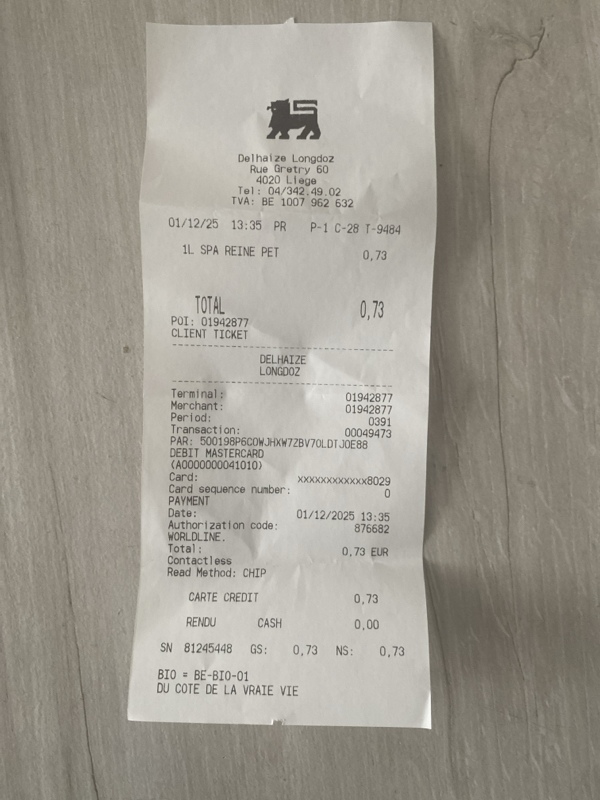 Delhaize Longdoz
Rue Gretry 60
4020 Liege
Tel: 04/342.49.02
TVA: BE 1007 962 632
01/12/25 13:35 PR P-1 C-28 T-9484
1L SPA REINE PET 0,73
TOTAL 0,73
POI: 01942877
CLIENT TICKET
DELHAIZE
LONGDOZ
Terminal: 01942877
Merchant: 01942877
Period: 0391
Transaction: 00049473
PAR: 500198P6COWJHXW7ZBV7OLDTJOE88
DEBIT MASTERCARD
(A0000000041010)
Card: xxxxxxxxxxxx8029
Card sequence number: 0
PAYMENT
Date: 01/12/2025 13:35
Authorization code: 876682
WORLDLINE.
Total: 0,73 EUR
Contactless
Read Method: CHIP
CARTE CREDIT 0,73
RENDU CASH 0,00
SN 81245448 GS: 0,73 NS: 0,73
BIO = BE-BIO-01
DU COTE DE LA VRAIE VIE